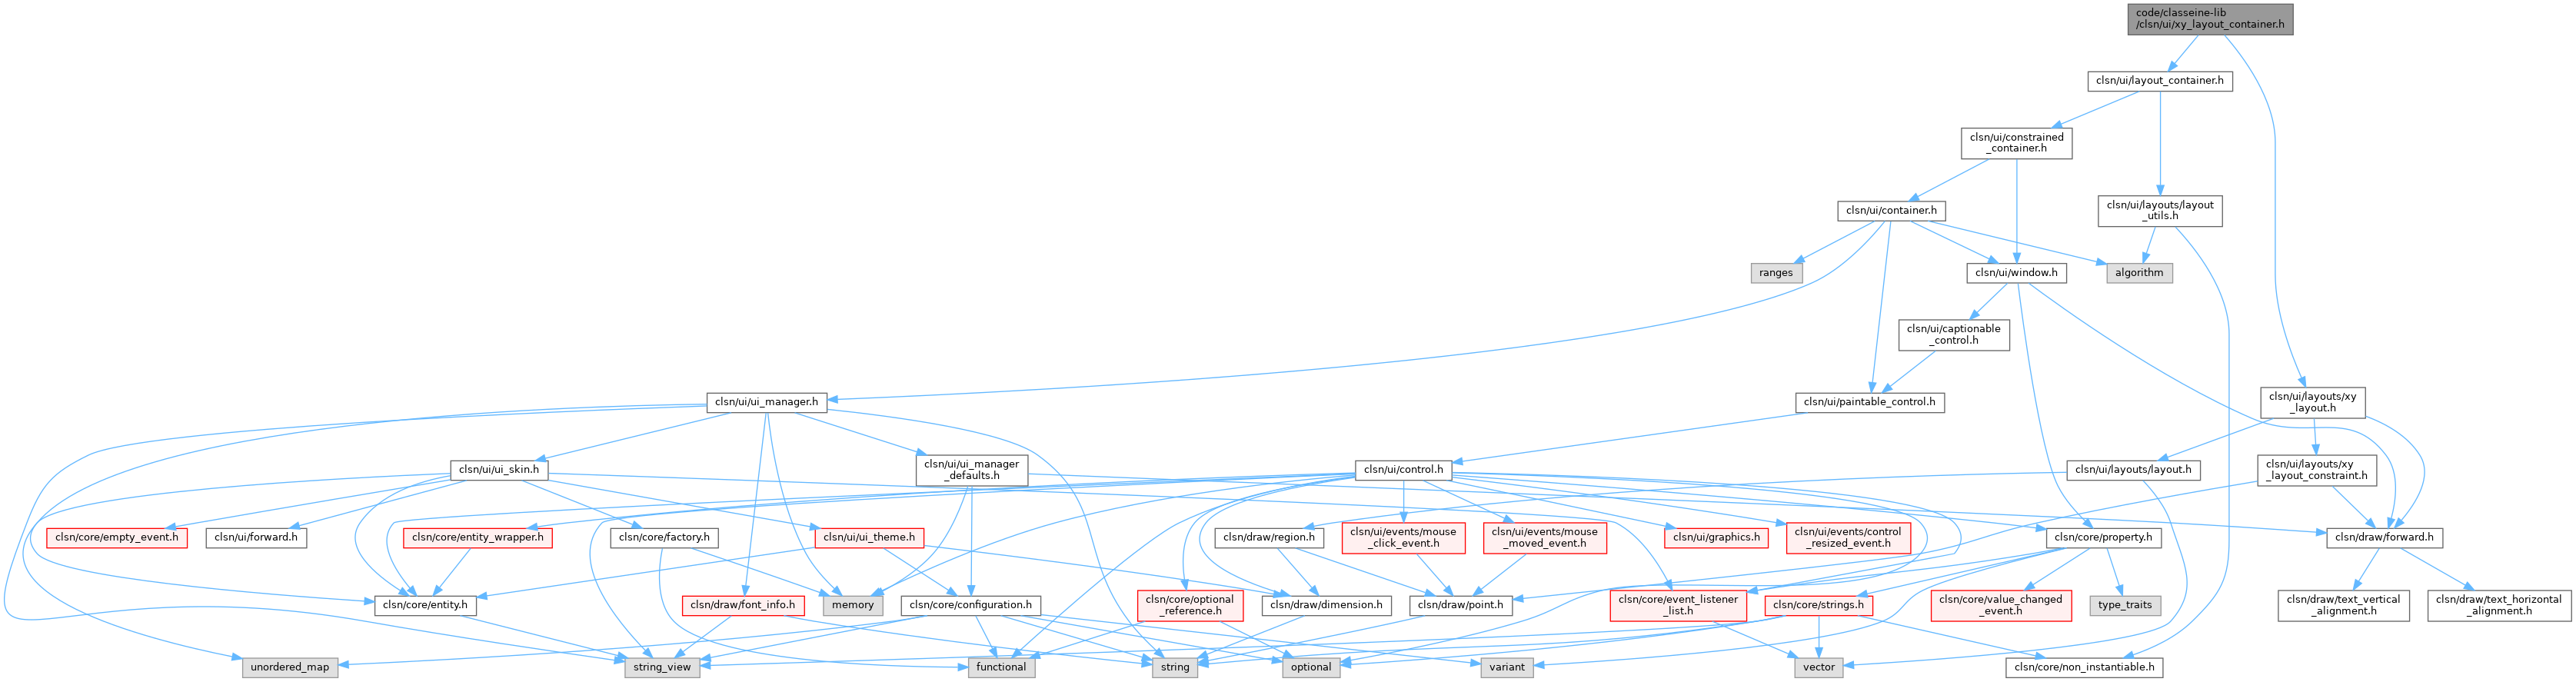 code/classeine-lib
/clsn/ui/xy_layout_container.h
clsn/ui/layout_container.h
clsn/ui/constrained
_container.h
clsn/ui/container.h
clsn/ui/layouts/layout
_utils.h
ranges
clsn/ui/window.h
algorithm
clsn/ui/captionable
_control.h
clsn/ui/ui_manager.h
clsn/ui/paintable_control.h
clsn/ui/layouts/xy
_layout.h
clsn/ui/ui_skin.h
clsn/ui/ui_manager
_defaults.h
clsn/ui/control.h
clsn/ui/layouts/layout.h
clsn/ui/layouts/xy
_layout_constraint.h
clsn/core/empty_event.h
clsn/ui/forward.h
clsn/core/entity_wrapper.h
clsn/core/factory.h
clsn/ui/ui_theme.h
clsn/draw/region.h
clsn/ui/events/mouse
_click_event.h
clsn/ui/events/mouse
_moved_event.h
clsn/ui/graphics.h
clsn/ui/events/control
_resized_event.h
clsn/core/property.h
clsn/draw/forward.h
clsn/core/entity.h
clsn/draw/font_info.h
memory
clsn/core/configuration.h
clsn/core/optional
_reference.h
clsn/draw/dimension.h
clsn/draw/point.h
clsn/core/event_listener
_list.h
clsn/core/strings.h
clsn/core/value_changed
_event.h
type_traits
clsn/draw/text_vertical
_alignment.h
clsn/draw/text_horizontal
_alignment.h
unordered_map
string_view
functional
string
optional
variant
vector
clsn/core/non_instantiable.h